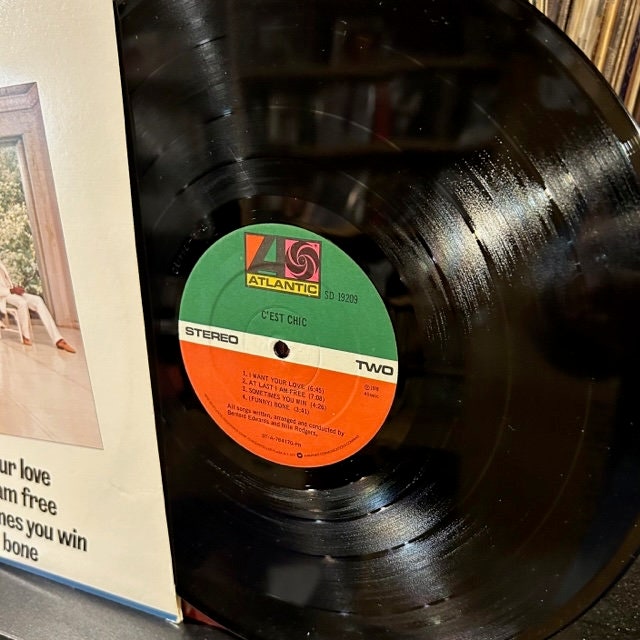 ATLANTIC
SD 19209
C'EST CHIC
STEREO
TWO
1. I WANT YOUR LOVE (6:45)
2. AT LAST I AM FREE (7:08)
3. SOMETIMES YOU WIN (4:26)
4. (FUNNY) BONE (3:41)
All songs written, arranged and conducted by
Bernard Edwards and Nile Rodgers.
ur love
am free
mes you win
bone